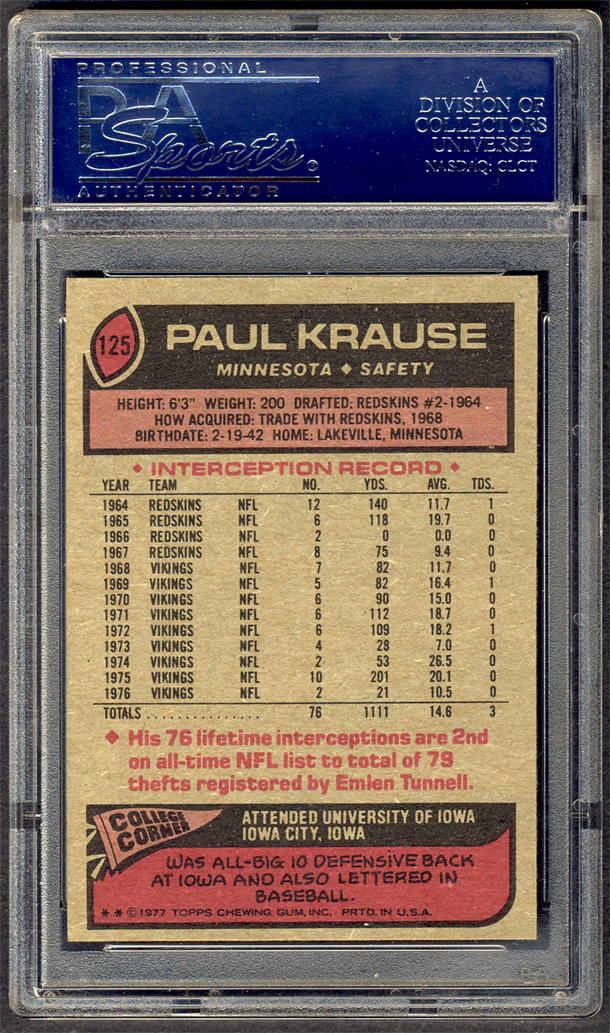 PROFESSIONAL
PSA
Sports®
AUTHENTICATOR
A
DIVISION OF
COLLECTORS
UNIVERSE
NASDAQ: CLCT
125
PAUL KRAUSE
MINNESOTA ◆ SAFETY
HEIGHT: 6'3" WEIGHT: 200 DRAFTED: REDSKINS #2-1964
HOW ACQUIRED: TRADE WITH REDSKINS, 1968
BIRTHDATE: 2-19-42 HOME: LAKEVILLE, MINNESOTA
◆ INTERCEPTION RECORD ◆
YEAR TEAM NO. YDS. AVG. TDS.
1964 REDSKINS NFL 12 140 11.7 1
1965 REDSKINS NFL 6 118 19.7 0
1966 REDSKINS NFL 2 0 0.0 0
1967 REDSKINS NFL 8 75 9.4 0
1968 VIKINGS NFL 7 82 11.7 0
1969 VIKINGS NFL 5 82 16.4 1
1970 VIKINGS NFL 6 90 15.0 0
1971 VIKINGS NFL 6 112 18.7 0
1972 VIKINGS NFL 6 109 18.2 1
1973 VIKINGS NFL 4 28 7.0 0
1974 VIKINGS NFL 2 53 26.5 0
1975 VIKINGS NFL 10 201 20.1 0
1976 VIKINGS NFL 2 21 10.5 0
TOTALS ................ 76 1111 14.6 3
◆ His 76 lifetime interceptions are 2nd
on all-time NFL list to total of 79
thefts registered by Emlen Tunnell.
COLLEGE
CORNER
ATTENDED UNIVERSITY OF IOWA
IOWA CITY, IOWA
WAS ALL-BIG 10 DEFENSIVE BACK
AT IOWA AND ALSO LETTERED IN
BASEBALL.
** © 1977 TOPPS CHEWING GUM, INC. PRTD. IN U.S.A.
PSA